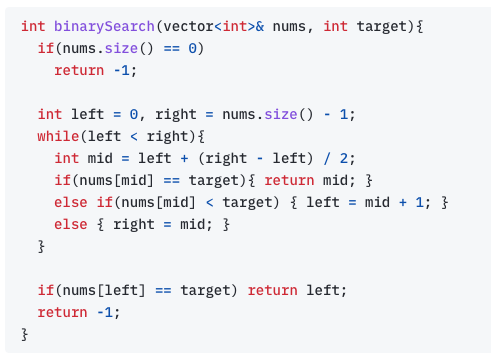 int binarySearch(vector<int>& nums, int target){
  if(nums.size() == 0)
    return -1;

  int left = 0, right = nums.size() - 1;
  while(left < right){
    int mid = left + (right - left) / 2;
    if(nums[mid] == target){ return mid; }
    else if(nums[mid] < target) { left = mid + 1; }
    else { right = mid; }
  }

  if(nums[left] == target) return left;
  return -1;
}